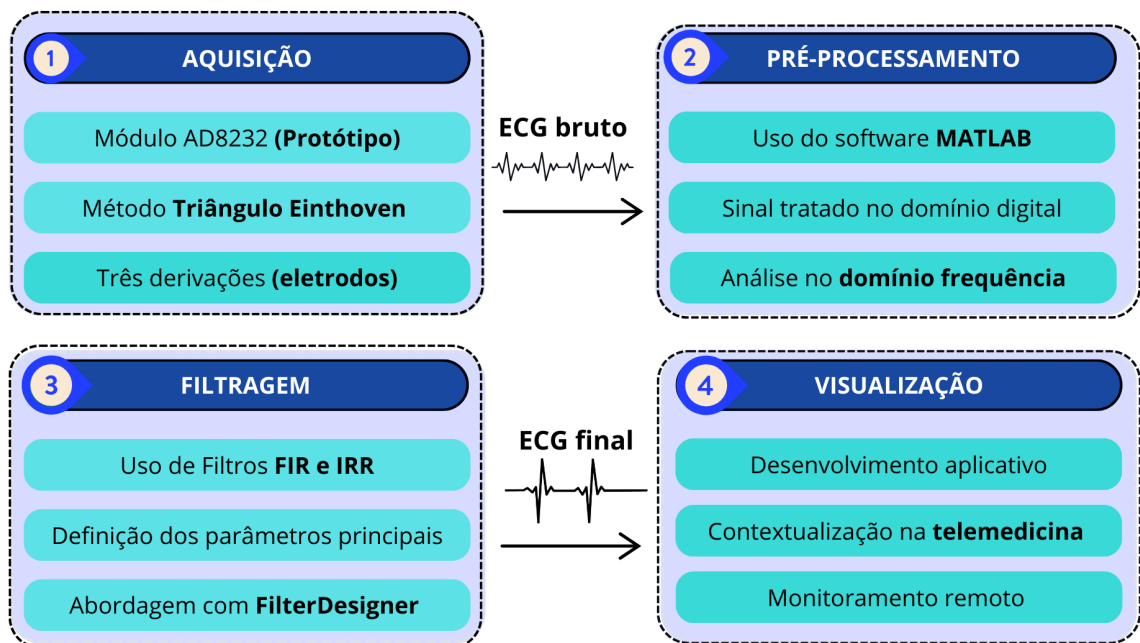 1
AQUISIÇÃO
Módulo AD8232 (Protótipo)
Método Triângulo Einthoven
Três derivações (eletrodos)
ECG bruto
2
PRÉ-PROCESSAMENTO
Uso do software MATLAB
Sinal tratado no domínio digital
Análise no domínio frequência
3
FILTRAGEM
Uso de Filtros FIR e IRR
Definição dos parâmetros principais
Abordagem com FilterDesigner
ECG final
4
VISUALIZAÇÃO
Desenvolvimento aplicativo
Contextualização na telemedicina
Monitoramento remoto